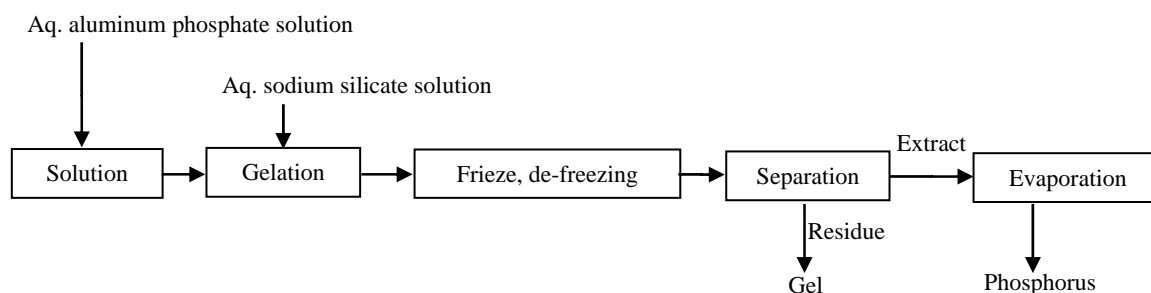 Aq. aluminum phosphate solution
Aq. sodium silicate solution
Solution
Gelation
Frieze, de-freezing
Separation
Extract
Evaporation
Residue
Gel
Phosphorus